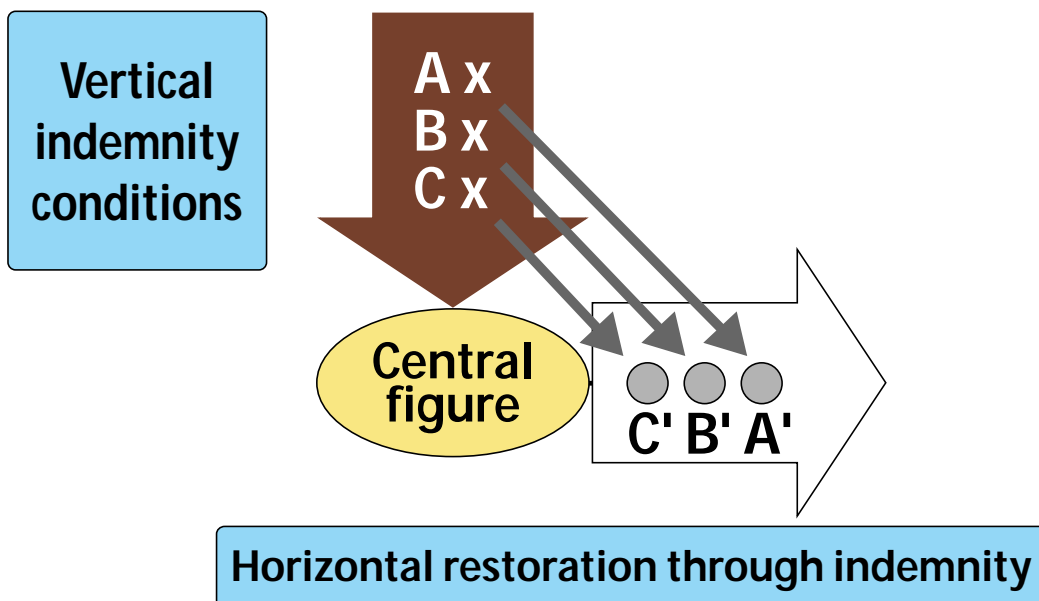 Vertical
indemnity
conditions
A x
B x
C x
Central
figure
C' B' A'
Horizontal restoration through indemnity